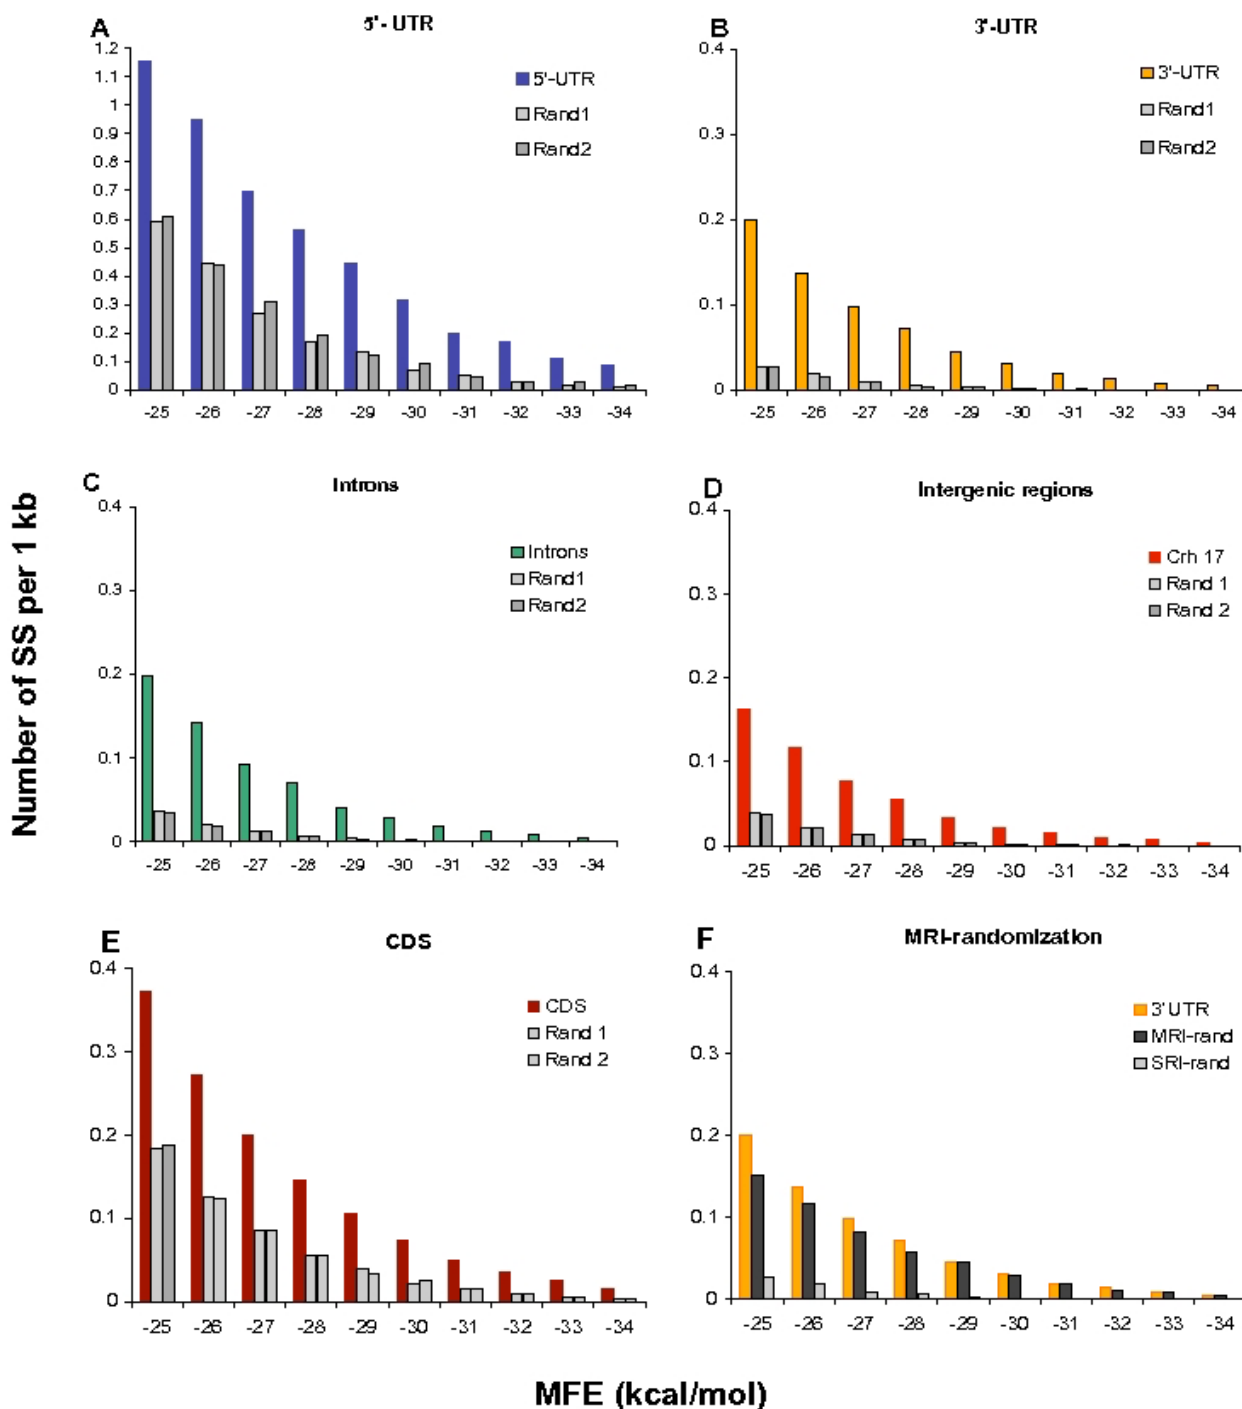 A
5'- UTR
1.2
1.1
1
0.9
0.8
0.7
0.6
0.5
0.4
0.3
0.2
0.1
0
5'-UTR
Rand1
Rand2
-25 -26 -27 -28 -29 -30 -31 -32 -33 -34
B
3'-UTR
0.4
0.3
0.2
0.1
0
3'-UTR
Rand1
Rand2
-25 -26 -27 -28 -29 -30 -31 -32 -33 -34
Number of SS per 1 kb
C
Introns
0.4
0.3
0.2
0.1
0
Introns
Rand1
Rand2
-25 -26 -27 -28 -29 -30 -31 -32 -33 -34
D
Intergenic regions
0.4
0.3
0.2
0.1
0
Crh 17
Rand 1
Rand 2
-25 -26 -27 -28 -29 -30 -31 -32 -33 -34
E
CDS
0.4
0.3
0.2
0.1
0
CDS
Rand 1
Rand 2
-25 -26 -27 -28 -29 -30 -31 -32 -33 -34
F
MRI-randomization
0.4
0.3
0.2
0.1
0
3'UTR
MRI-rand
SRI-rand
-25 -26 -27 -28 -29 -30 -31 -32 -33 -34
MFE (kcal/mol)